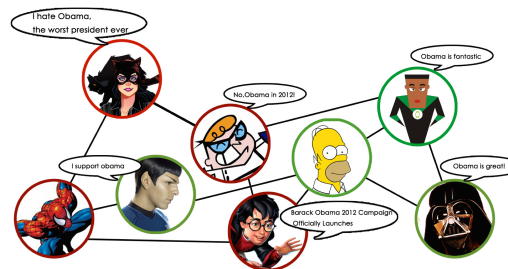 I hate Obama,
the worst president ever
Obama is fantastic
No,Obama in 2012!
I support obama
Obama is great!
Barack Obama 2012 Campaign
Officially Launches